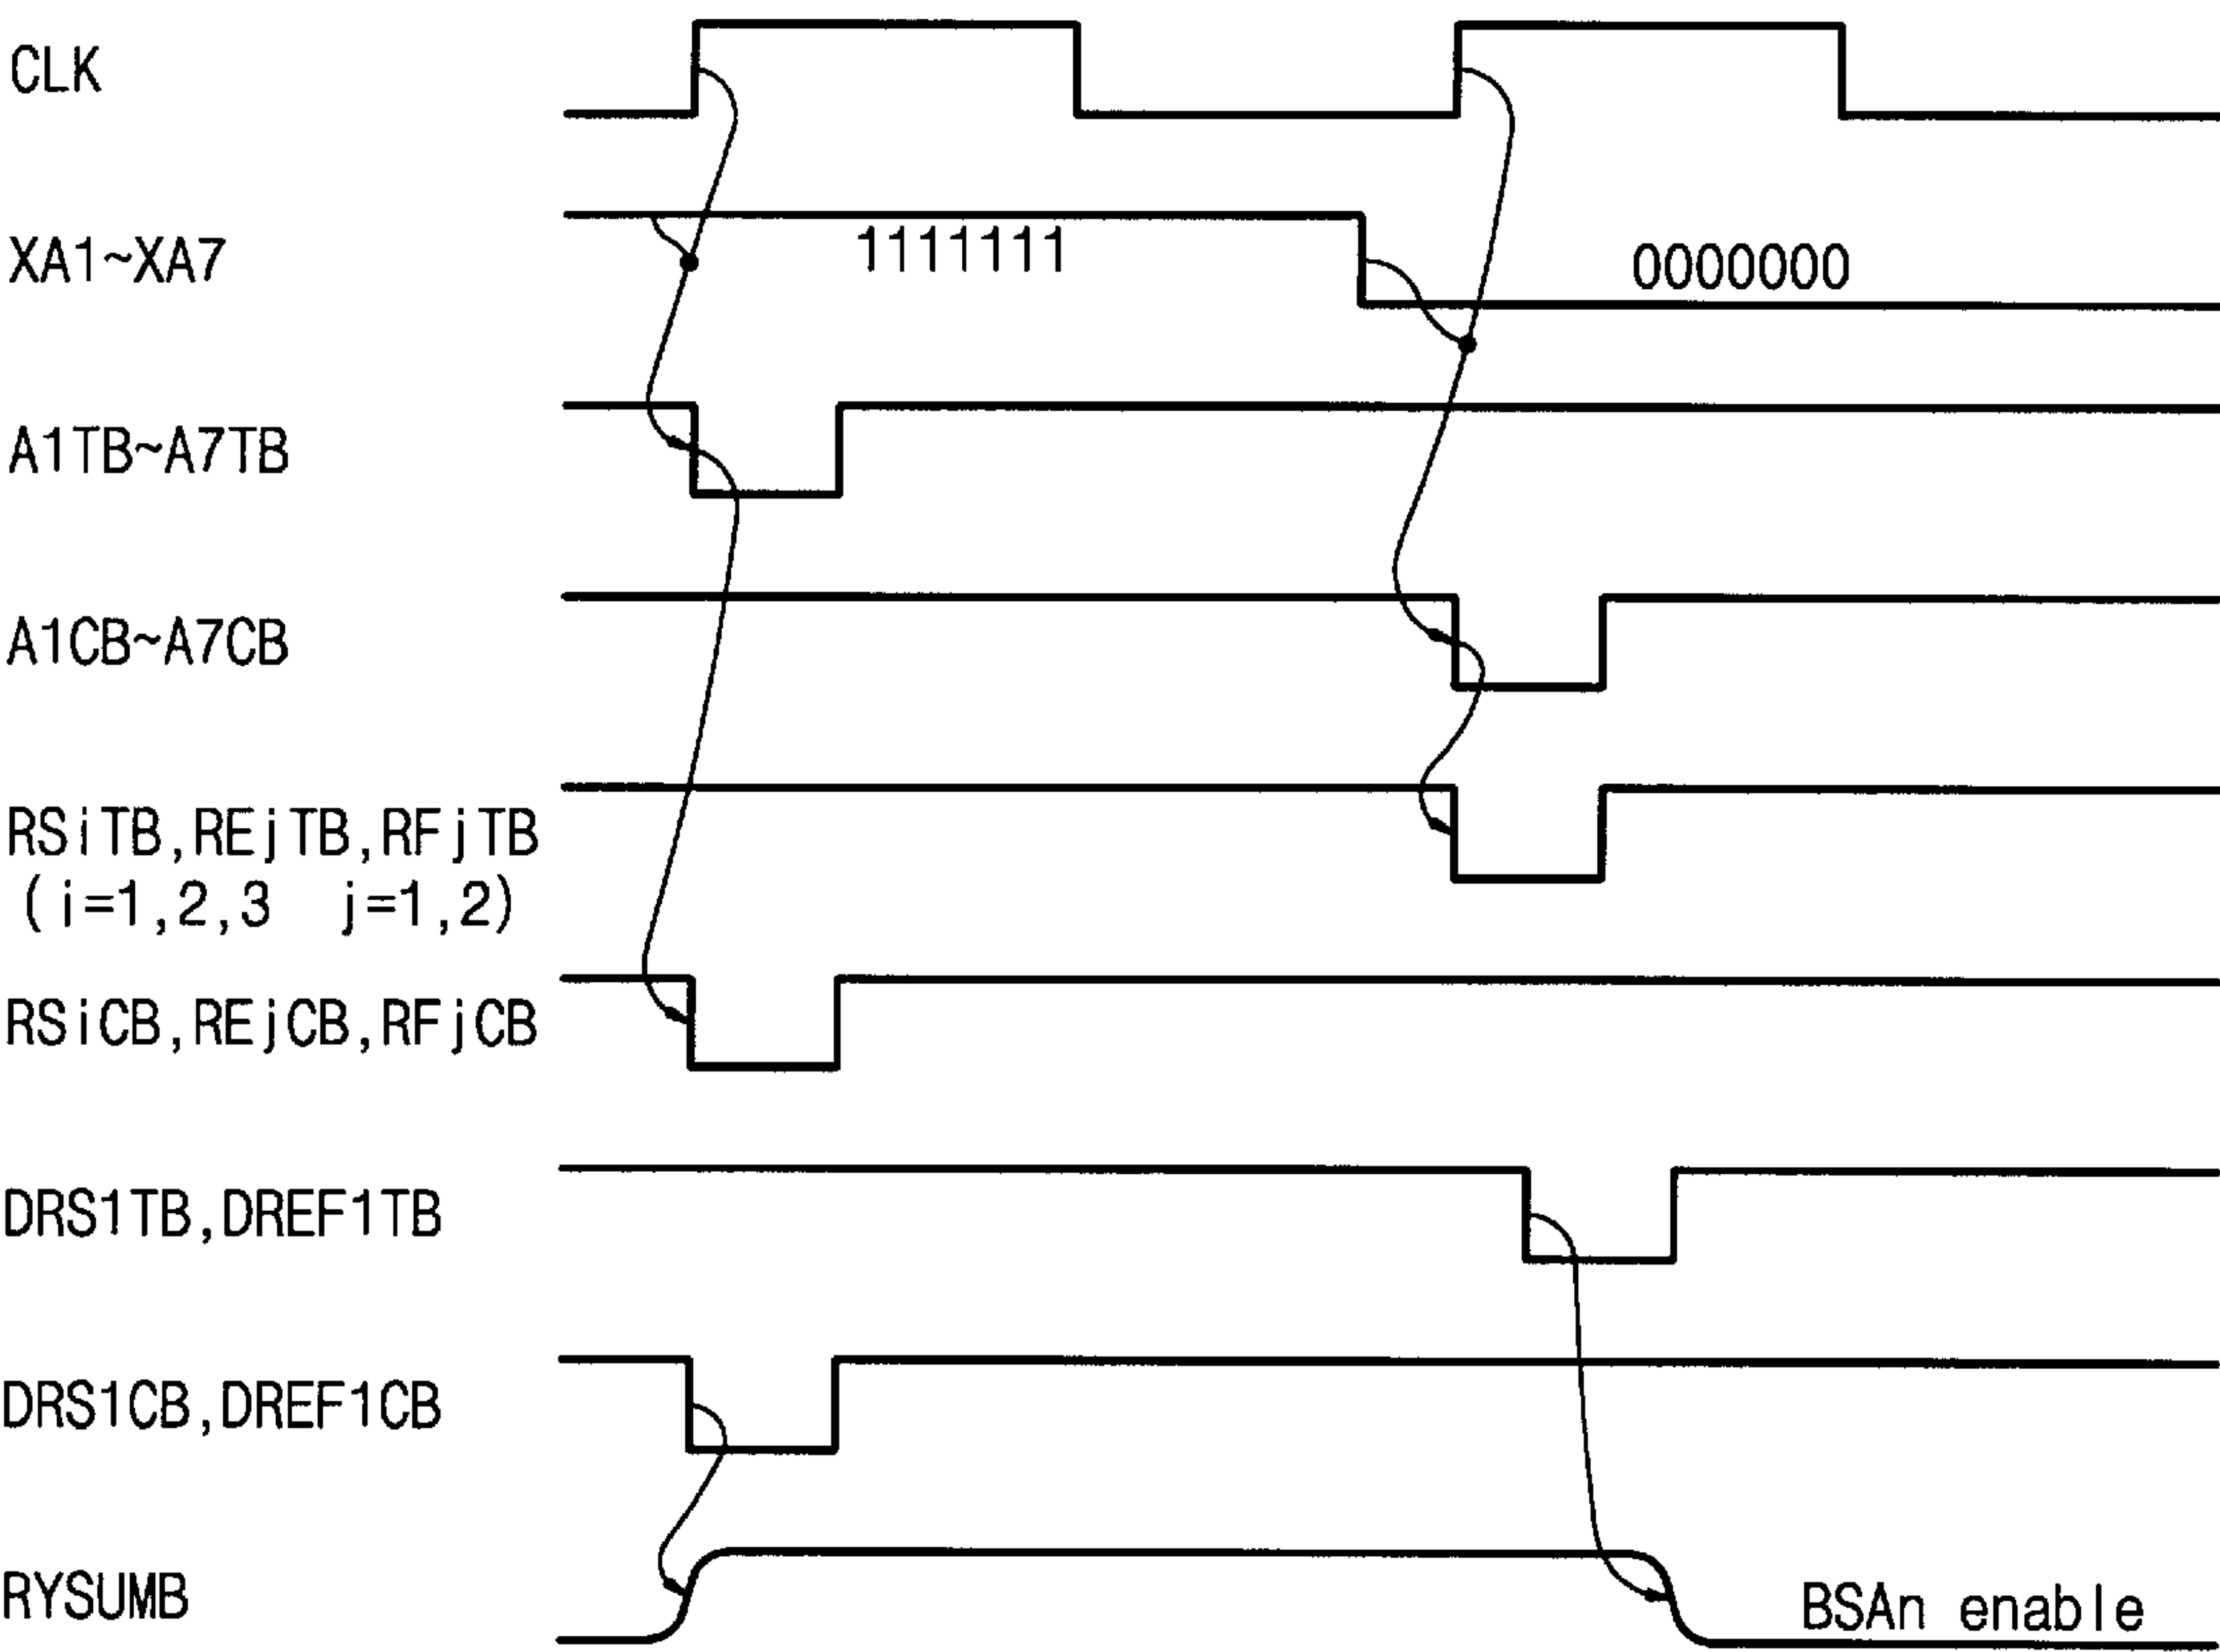 CLK
XA1~XA7
1111111
0000000
A1TB~A7TB
A1CB~A7CB
RSiTB,REjTB,RFjTB
(i=1,2,3 j=1,2)
RSiCB,REjCB,RFjCB
DRS1TB,DREF1TB
DRS1CB,DREF1CB
RYSUMB
BSAn enable